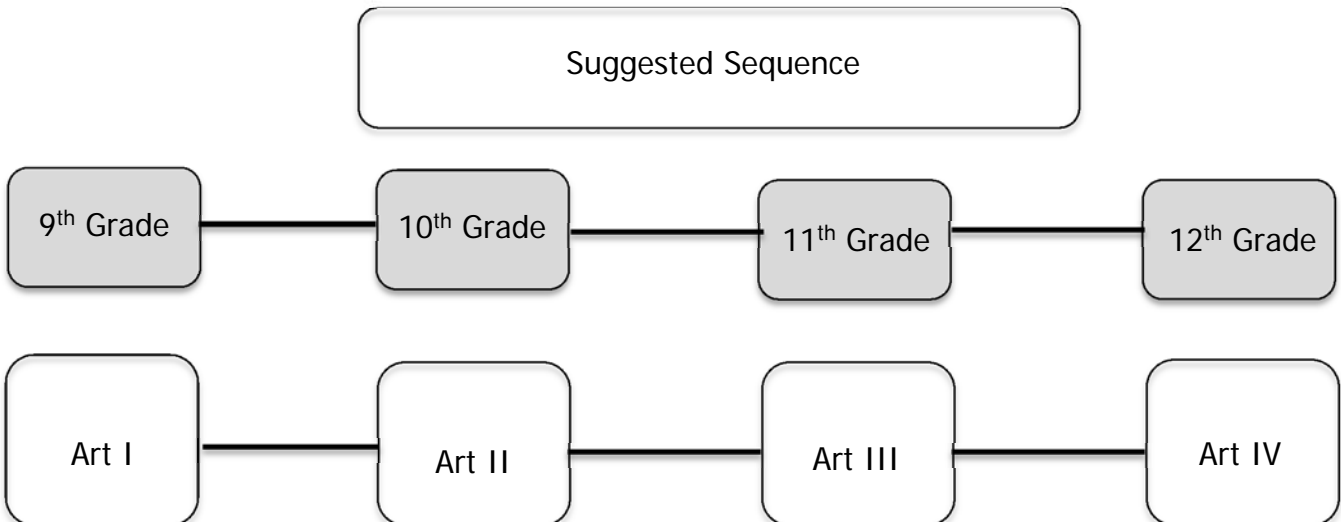 Suggested Sequence
9th Grade
10th Grade
11th Grade
12th Grade
Art I
Art II
Art III
Art IV